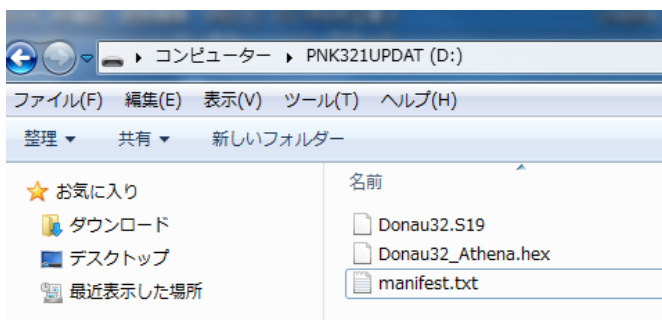 コンピューター ▸ PNK321UPDAT (D:)
ファイル(F) 編集(E) 表示(V) ツール(T) ヘルプ(H)
整理 ▼ 共有 ▼ 新しいフォルダー
お気に入り
ダウンロード
デスクトップ
最近表示した場所
名前
Donau32.S19
Donau32_Athena.hex
manifest.txt